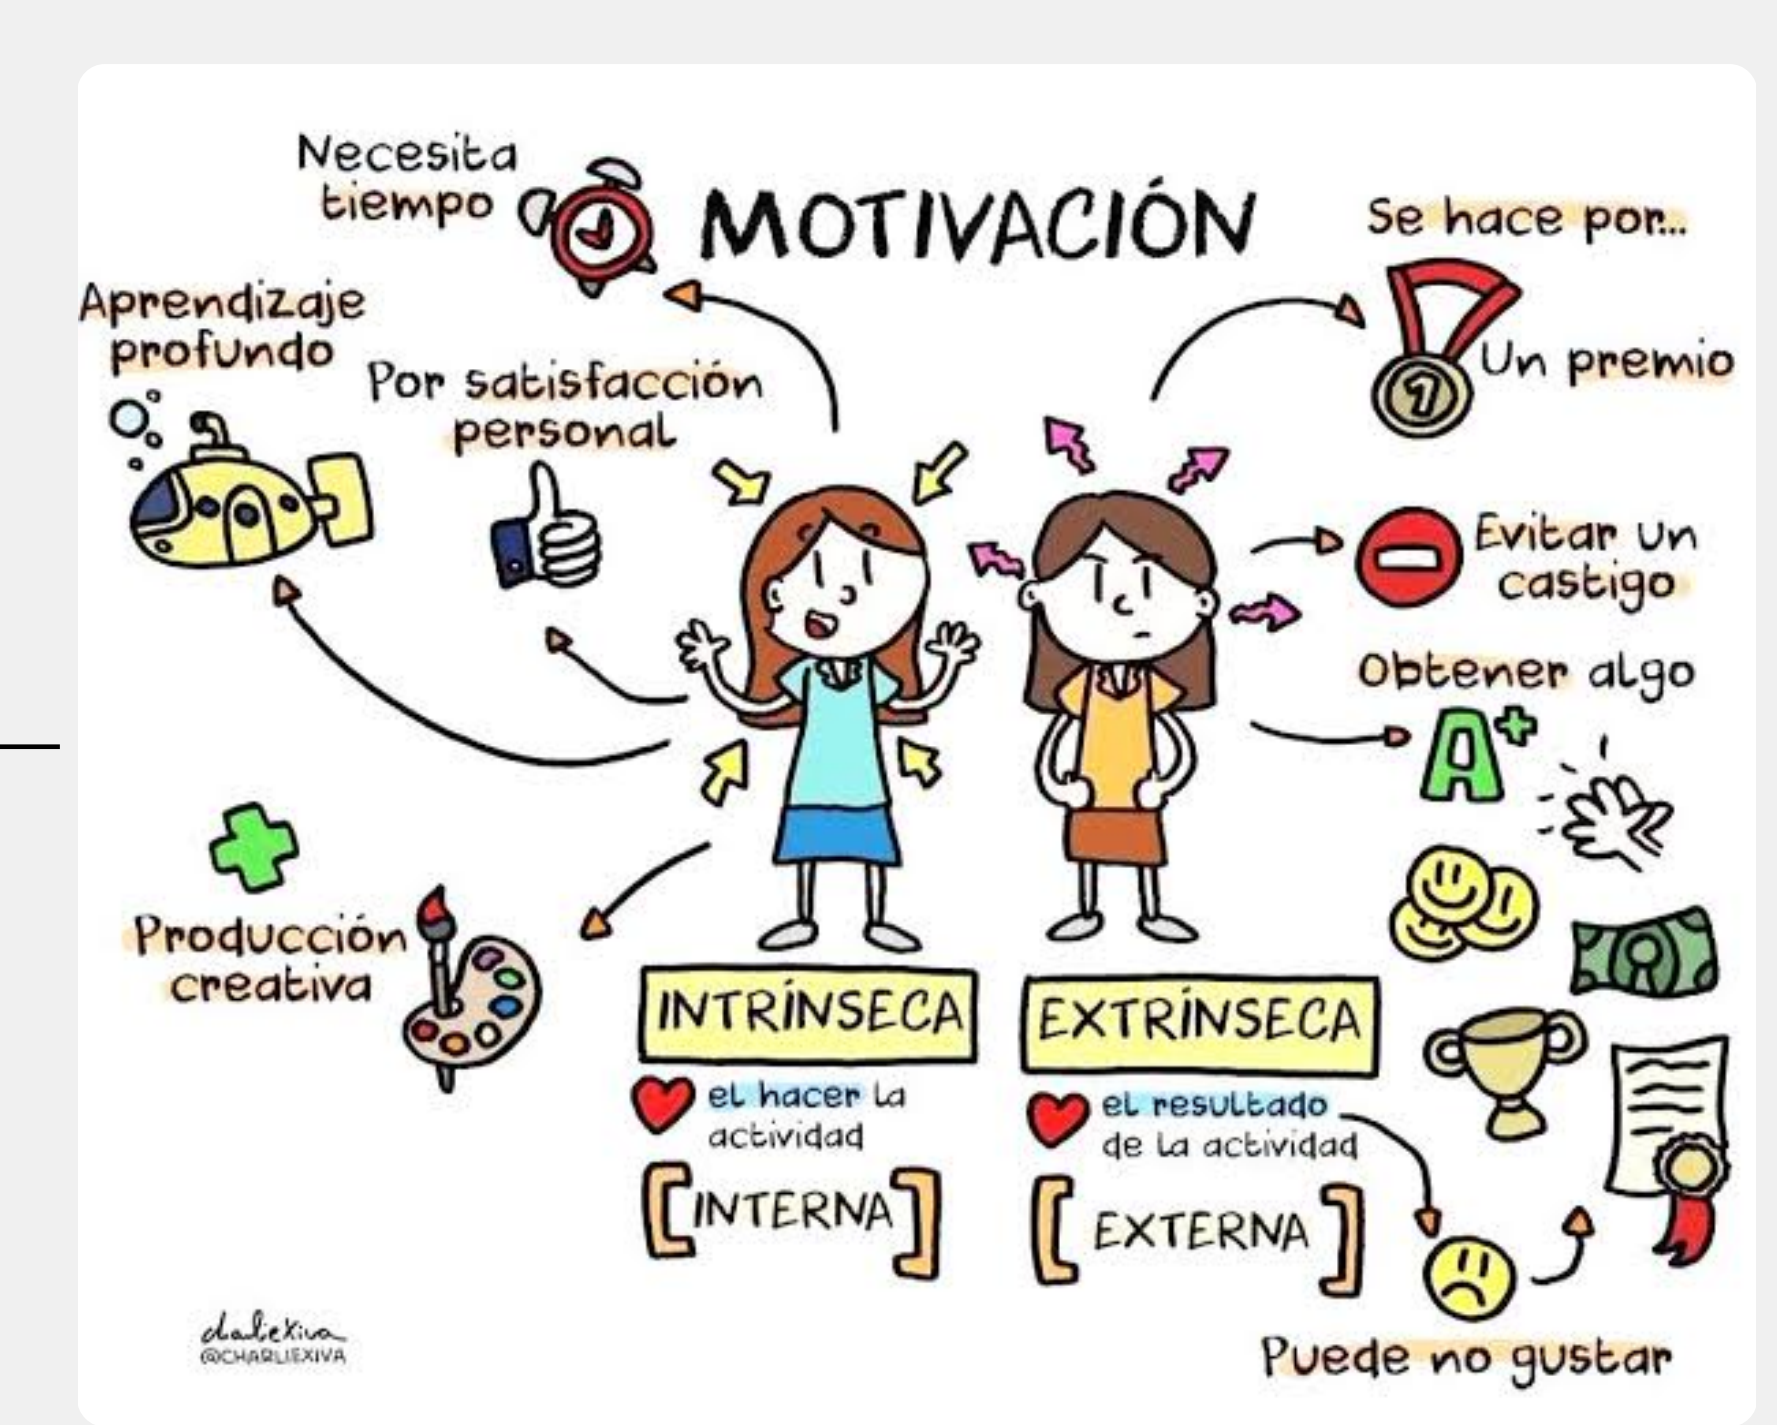 MOTIVACIÓN
Necesita
tiempo
Aprendizaje
profundo
Por satisfacción
personal
Producción
creativa
INTRÍNSECA
el hacer la
actividad
INTERNA
Se hace por...
1
Un premio
Evitar un
castigo
Obtener algo
A+
EXTRÍNSECA
el resultado
de la actividad
EXTERNA
Puede no gustar
charliexiva
@CHARLIEXIVA